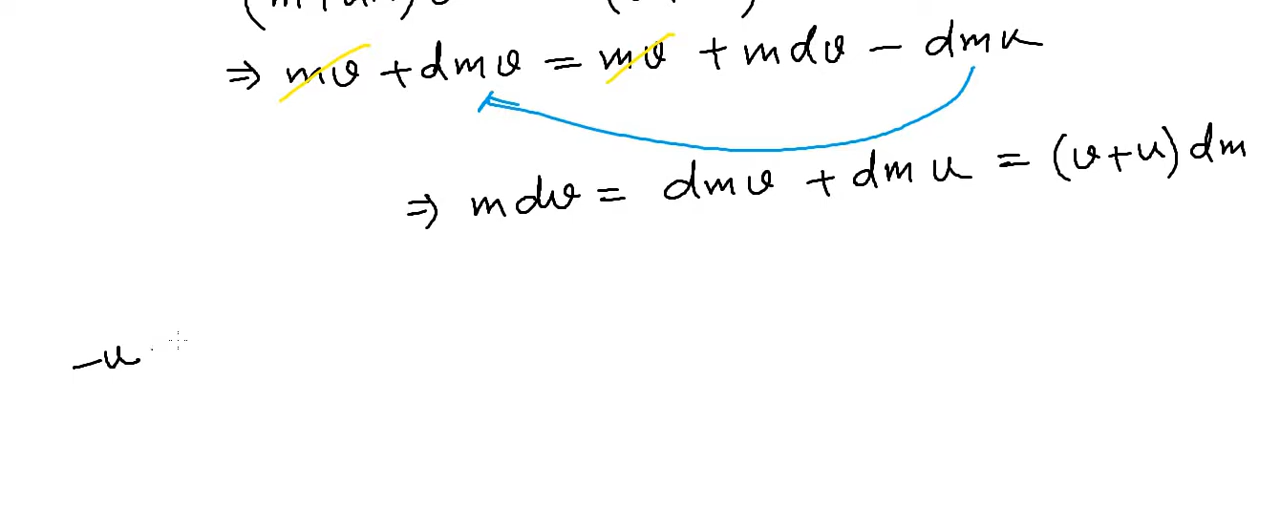 ⇒ mv + dmv = mv + mdv − dmu
⇒ mdv = dmv + dmu = (v+u) dm
−u